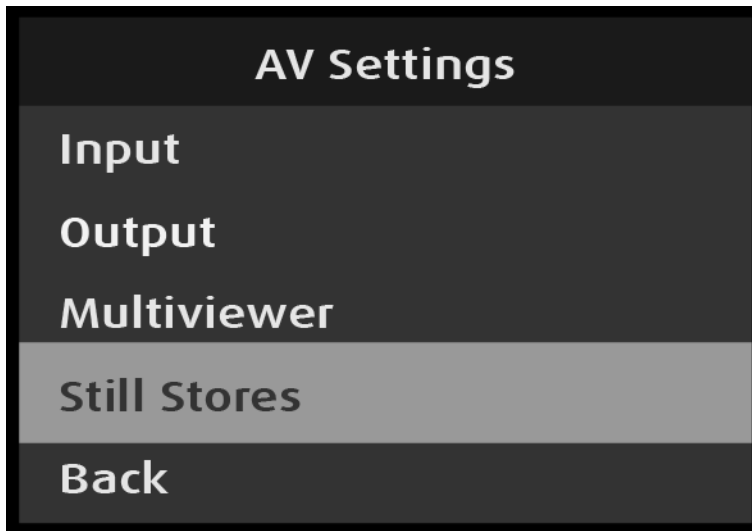 AV Settings
Input
Output
Multiviewer
Still Stores
Back